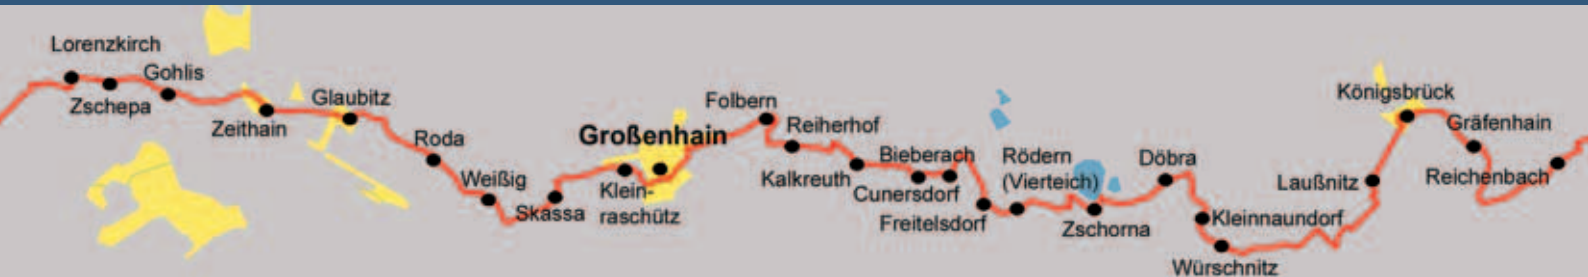 Lorenzkirch
Zschepa
Gohlis
Zeithain
Glaubitz
Roda
Weißig
Skassa
Klein-
raschütz
Großenhain
Folbern
Reiherhof
Kalkreuth
Bieberach
Cunersdorf
Freitelsdorf
Rödern
(Vierteich)
Zschorna
Döbra
Kleinnaundorf
Würschnitz
Laußnitz
Königsbrück
Gräfenhain
Reichenbach